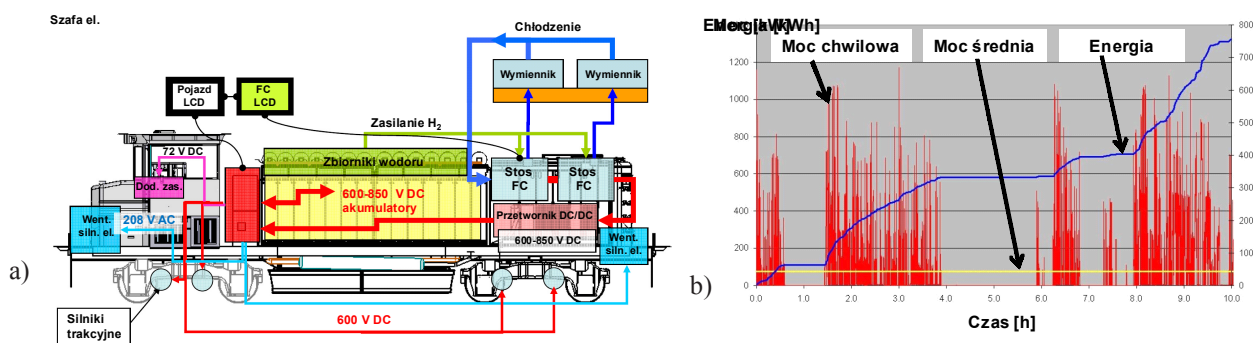 Szafa el.
Chłodzenie
Wymiennik
Wymiennik
Pojazd
LCD
FC
LCD
Zasilanie H2
72 V DC
Zbiorniki wodoru
Stos
FC
Stos
FC
Dod. zas.
600-850 V DC
akumulatory
Went.
siln. el.
208 V AC
Przetwornik DC/DC
600-850 V DC
Went.
siln. el.
a)
600 V DC
Silniki
trakcyjne
Energia [kWh]
Moc [kW]
Moc chwilowa
Moc średnia
Energia
1200
1000
800
600
400
200
0
800
700
600
500
400
300
200
100
0
0.0 1.0 2.0 3.0 4.0 5.0 6.0 7.0 8.0 9.0 10.0
b)
Czas [h]